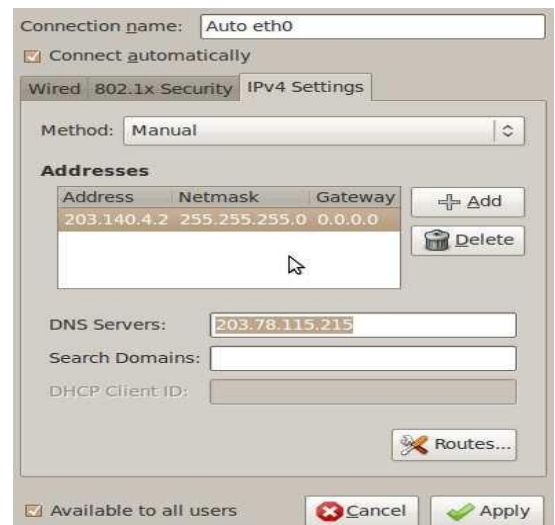 Connection name: Auto eth0
Connect automatically
Wired 802.1x Security IPv4 Settings
Method: Manual
Addresses
Address Netmask Gateway
203.140.4.2 255.255.255.0 0.0.0.0
Add
Delete
DNS Servers: 203.78.115.215
Search Domains:
DHCP Client ID:
Routes...
Available to all users Cancel Apply